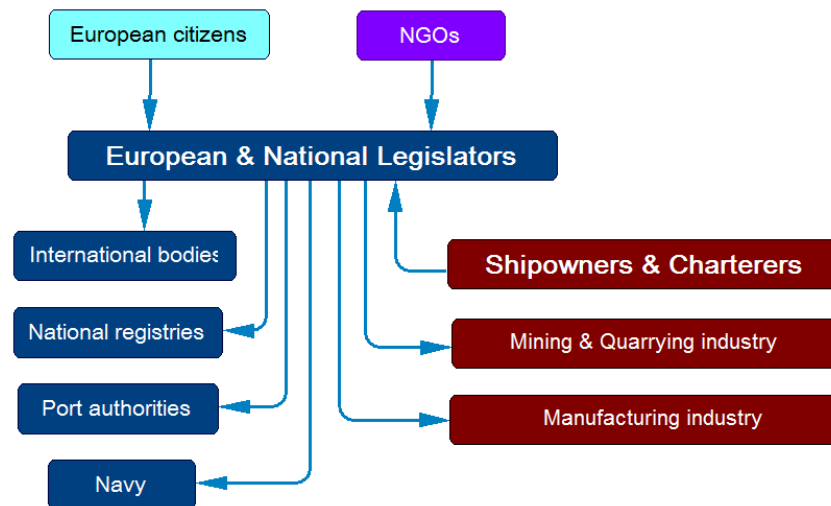 European citizens
NGOs
European & National Legislators
International bodies
Shipowners & Charterers
National registries
Mining & Quarrying industry
Port authorities
Manufacturing industry
Navy